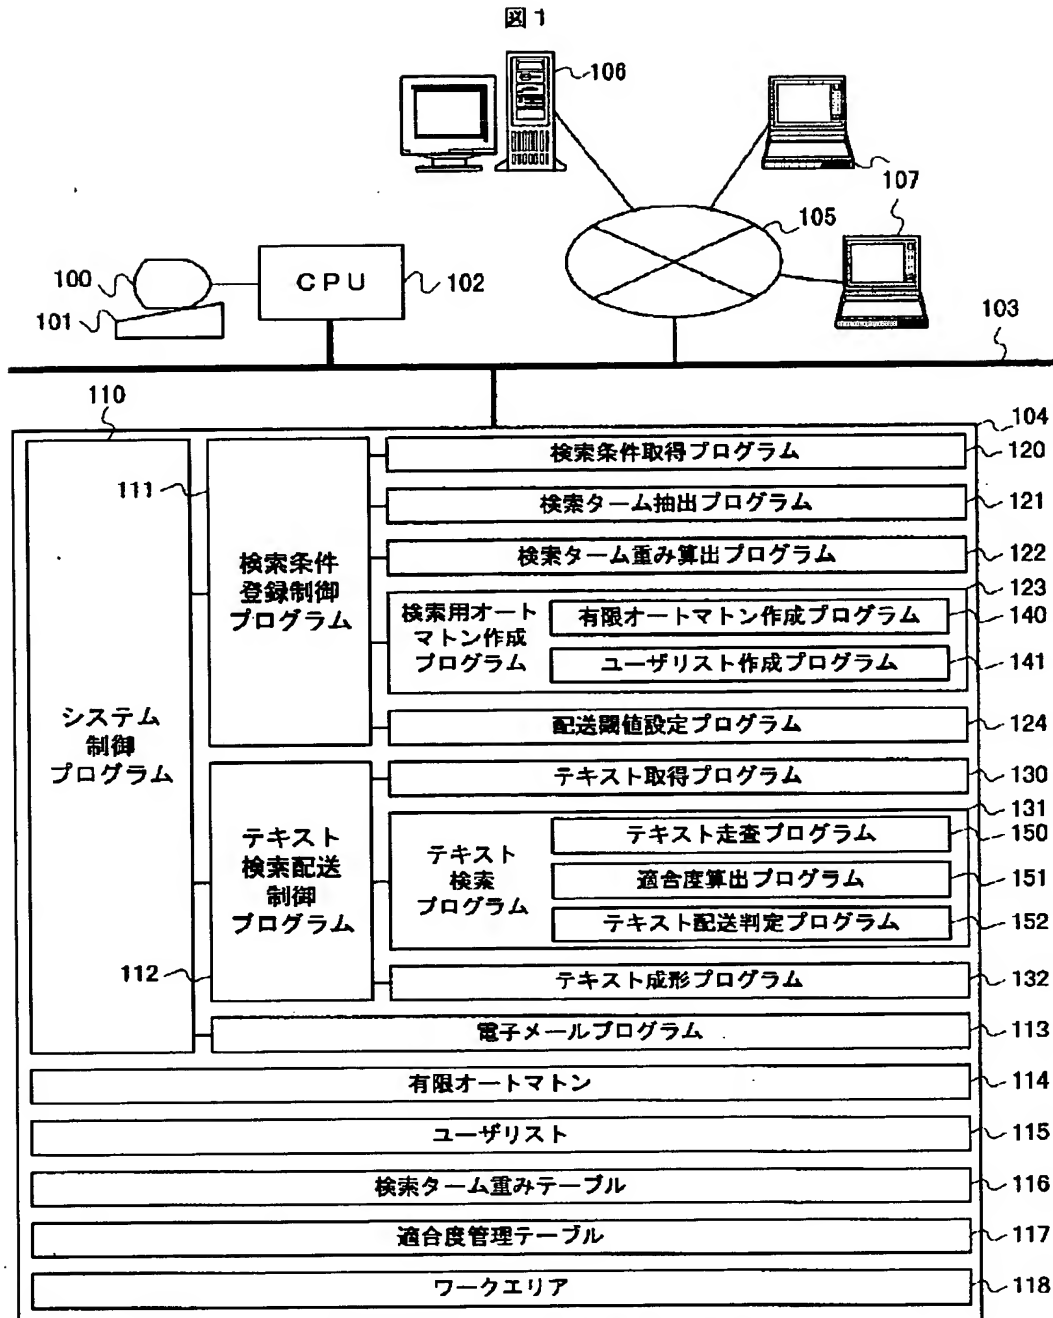 図1
106
107
105
100
CPU
102
101
103
110
104
111
検索条件取得プログラム
120
検索ターム抽出プログラム
121
検索ターム重み算出プログラム
122
検索条件
登録制御
プログラム
123
検索用オート
マトン作成
プログラム
有限オートマトン作成プログラム
140
ユーザリスト作成プログラム
141
配送閾値設定プログラム
124
システム
制御
プログラム
テキスト取得プログラム
130
131
テキスト
検索配送
制御
プログラム
テキスト
検索
プログラム
テキスト走査プログラム
150
適合度算出プログラム
151
テキスト配送判定プログラム
152
112
テキスト成形プログラム
132
電子メールプログラム
113
有限オートマトン
114
ユーザリスト
115
検索ターム重みテーブル
116
適合度管理テーブル
117
ワークエリア
118